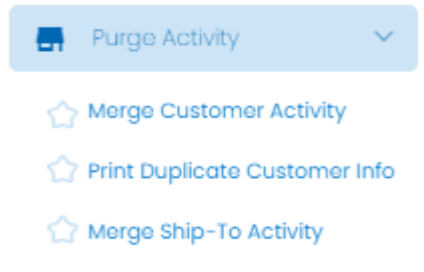 Purge Activity
Merge Customer Activity
Print Duplicate Customer Info
Merge Ship-To Activity